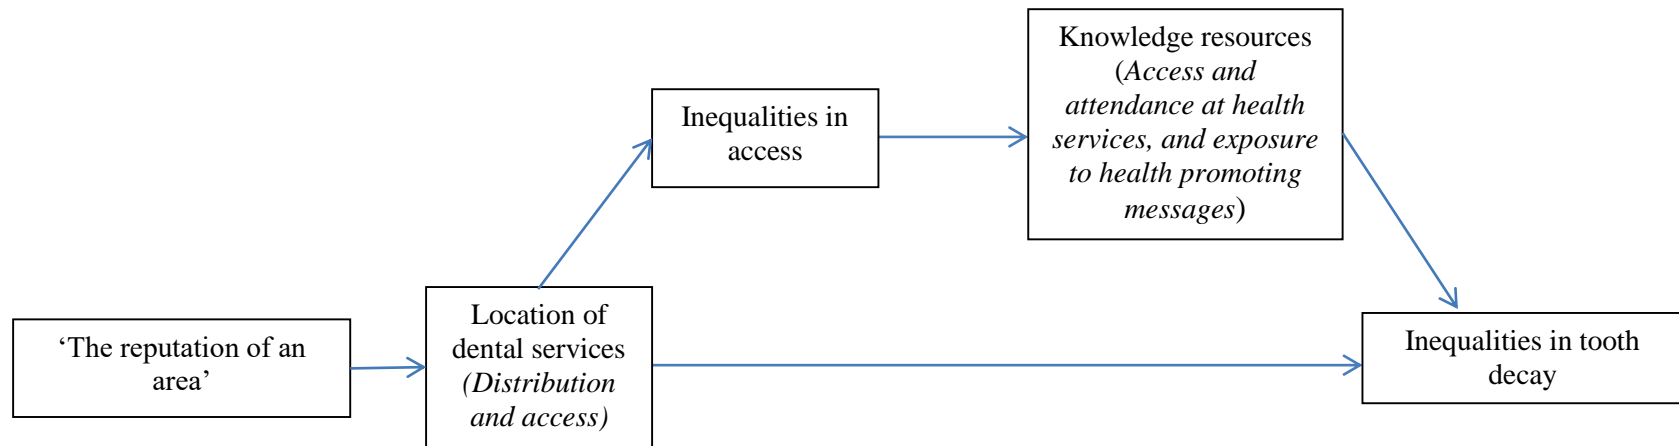 Knowledge resources
(Access and
attendance at health
services, and exposure
to health promoting
messages)
Inequalities in
access
Location of
dental services
(Distribution
and access)
‘The reputation of an
area’
Inequalities in tooth
decay